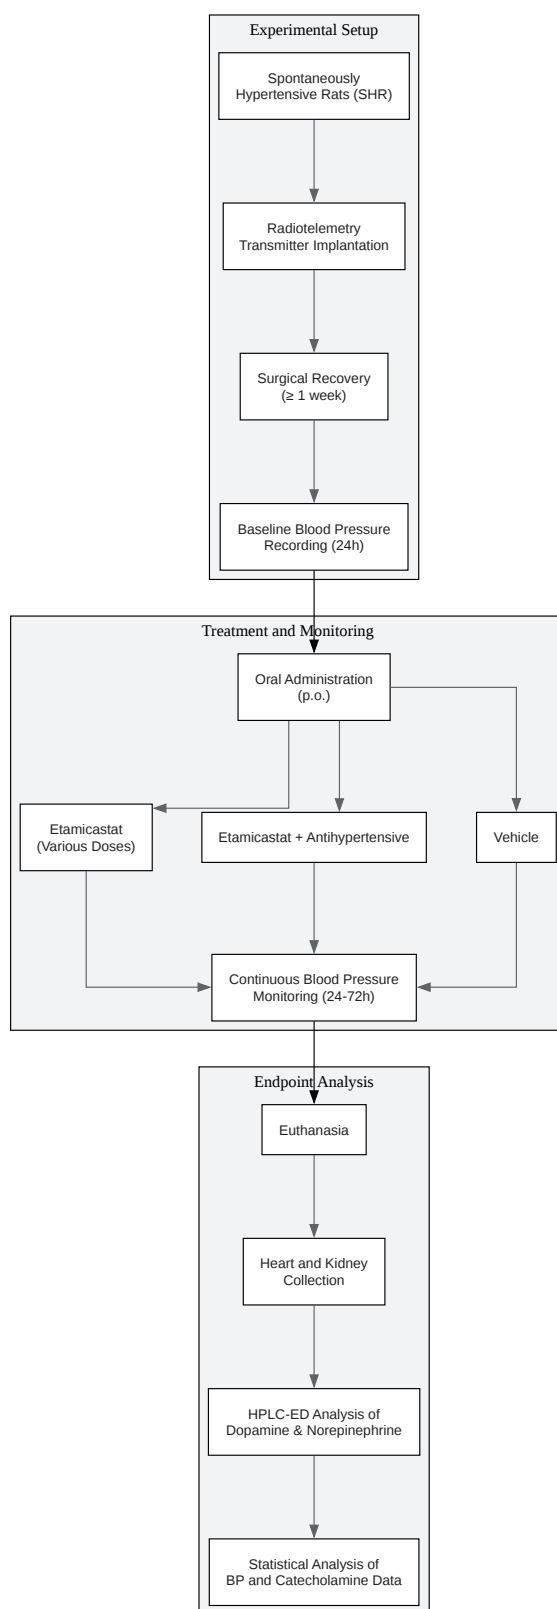 Experimental Setup
Spontaneously
Hypertensive Rats (SHR)
Radiotelemetry
Transmitter Implantation
Surgical Recovery
(≥ 1 week)
Baseline Blood Pressure
Recording (24h)
Treatment and Monitoring
Oral Administration
(p.o.)
Etamicastat
(Various Doses)
Etamicastat + Antihypertensive
Vehicle
Continuous Blood Pressure
Monitoring (24-72h)
Endpoint Analysis
Euthanasia
Heart and Kidney
Collection
HPLC-ED Analysis of
Dopamine & Norepinephrine
Statistical Analysis of
BP and Catecholamine Data